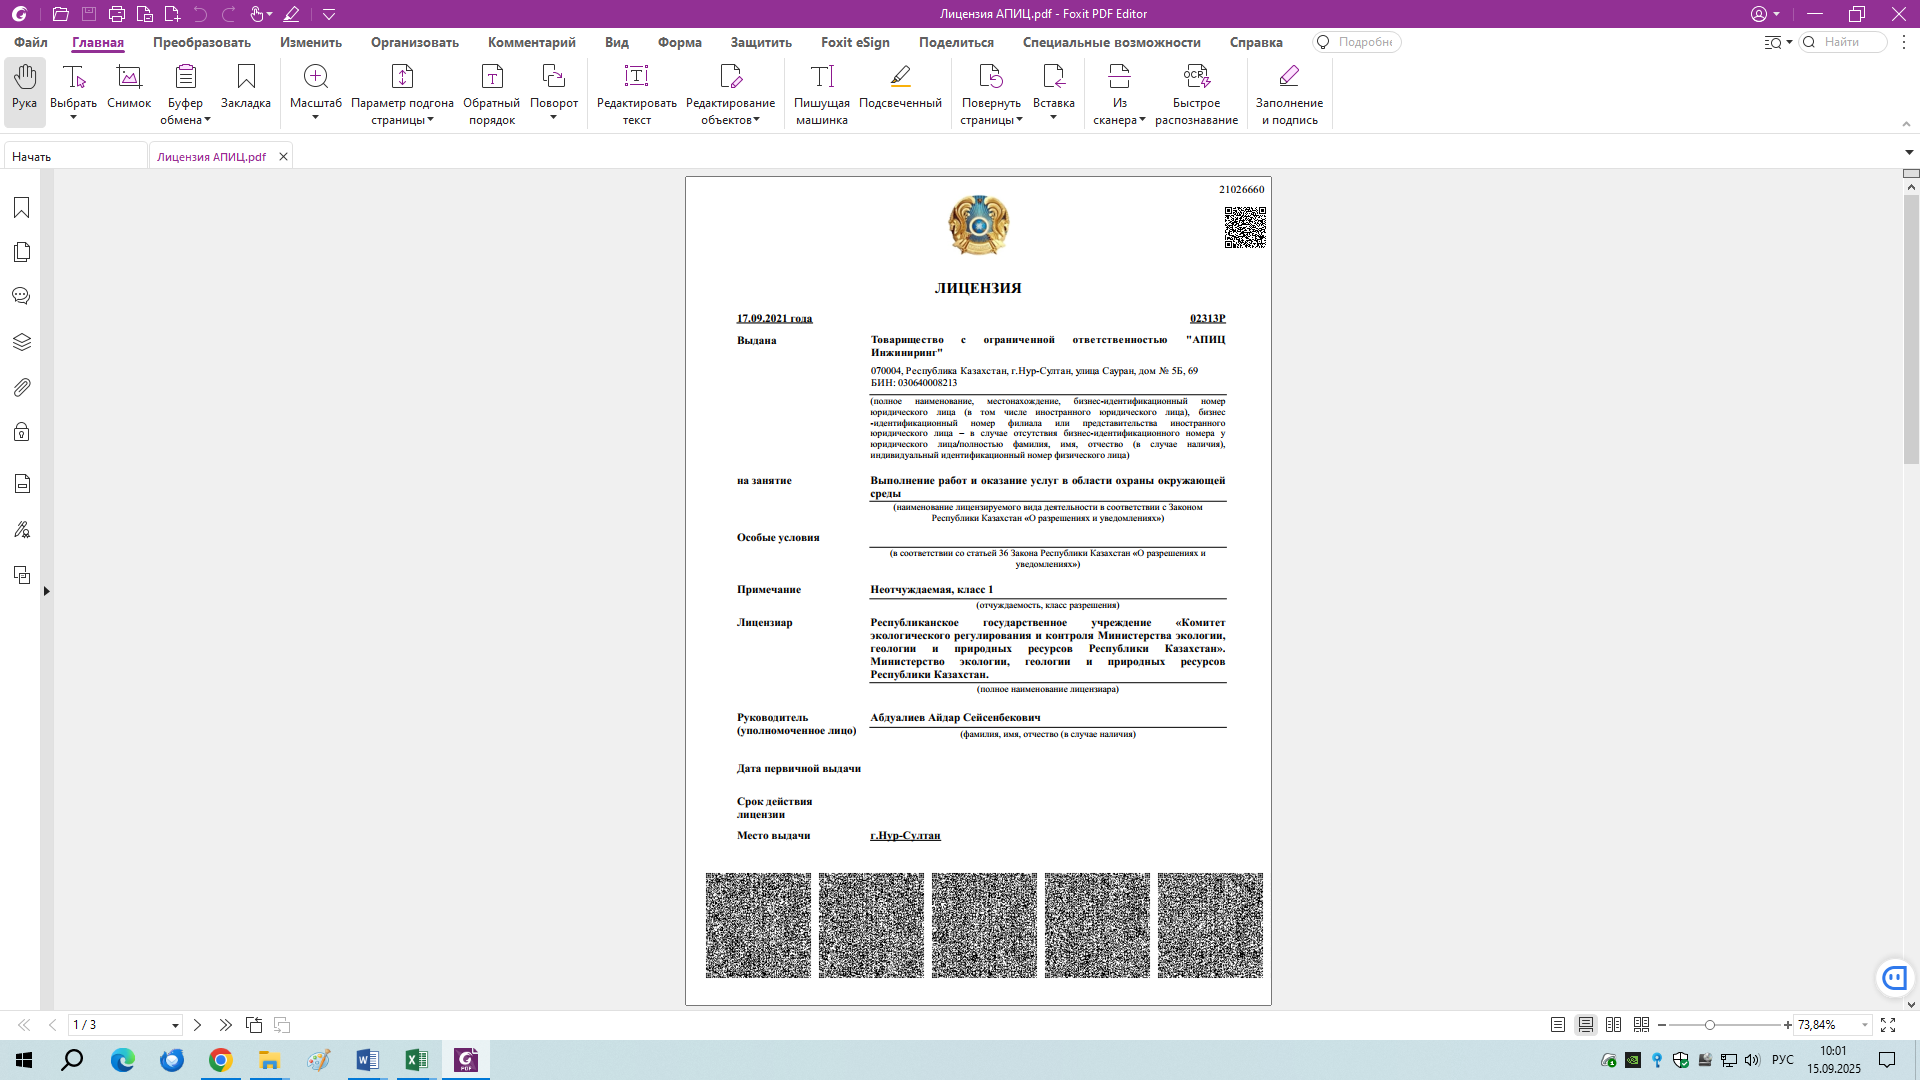 Лицензия АПИЦ.pdf - Foxit PDF Editor
Файл Главная Преобразовать Изменить Организовать Комментарий Вид Форма Защитить Foxit eSign Поделиться Специальные возможности Справка Подробне Найти
Рука Выбрать Снимок Буфер обмена Закладка Масштаб Параметр подгона страницы Обратный порядок Поворот Редактировать текст Редактирование объектов Пишущая машинка Подсвеченный Повернуть страницы Вставка Из сканера OCR Быстрое распознавание Заполнение и подпись
Начать Лицензия АПИЦ.pdf
21026660
ЛИЦЕНЗИЯ
17.09.2021 года 02313Р
Выдана Товарищество с ограниченной ответственностью "АПИЦ
Инжиниринг"
070004, Республика Казахстан, г.Нур-Султан, улица Сауран, дом № 5Б, 69
БИН: 030640008213
(полное наименование, местонахождение, бизнес-идентификационный номер
юридического лица (в том числе иностранного юридического лица), бизнес
-идентификационный номер филиала или представительства иностранного
юридического лица – в случае отсутствия бизнес-идентификационного номера у
юридического лица/полностью фамилия, имя, отчество (в случае наличия),
индивидуальный идентификационный номер физического лица)
на занятие Выполнение работ и оказание услуг в области охраны окружающей
среды
(наименование лицензируемого вида деятельности в соответствии с Законом
Республики Казахстан «О разрешениях и уведомлениях»)
Особые условия
(в соответствии со статьей 36 Закона Республики Казахстан «О разрешениях и
уведомлениях»)
Примечание Неотчуждаемая, класс 1
(отчуждаемость, класс разрешения)
Лицензиар Республиканское государственное учреждение «Комитет
экологического регулирования и контроля Министерства экологии,
геологии и природных ресурсов Республики Казахстан».
Министерство экологии, геологии и природных ресурсов
Республики Казахстан.
(полное наименование лицензиара)
Руководитель Абдуалиев Айдар Сейсенбекович
(уполномоченное лицо) (фамилия, имя, отчество (в случае наличия)
Дата первичной выдачи
Срок действия
лицензии
Место выдачи г.Нур-Султан
1 / 3 73,84%
РУС 10:01
15.09.2025